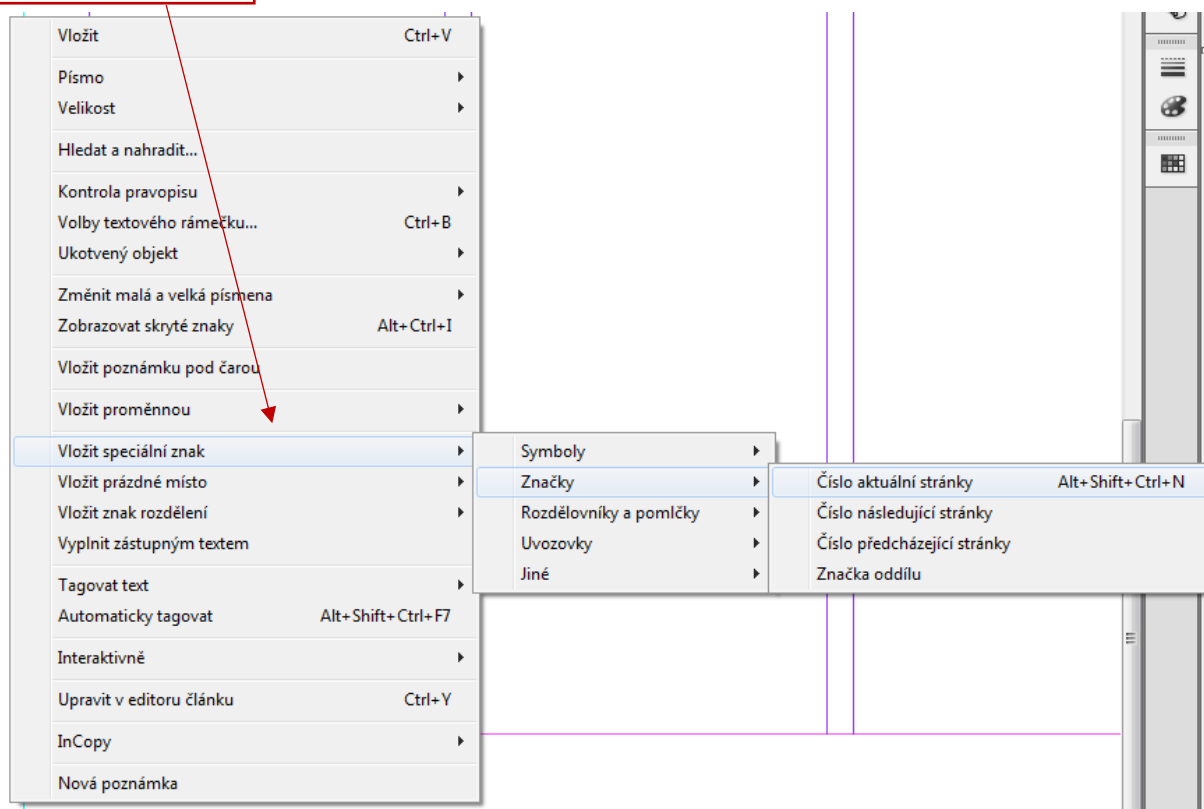 Vložit Ctrl+V
Písmo
Velikost
Hledat a nahradit...
Kontrola pravopisu
Volby textového rámečku... Ctrl+B
Ukotvený objekt
Změnit malá a velká písmena
Zobrazovat skryté znaky Alt+Ctrl+I
Vložit poznámku pod čarou
Vložit proměnnou
Vložit speciální znak
Vložit prázdné místo
Vložit znak rozdělení
Vyplnit zástupným textem
Tagovat text
Automaticky tagovat Alt+Shift+Ctrl+F7
Interaktivně
Upravit v editoru článku Ctrl+Y
InCopy
Nová poznámka
Symboly
Značky
Rozdělovníky a pomlčky
Uvozovky
Jiné
Číslo aktuální stránky Alt+Shift+Ctrl+N
Číslo následující stránky
Číslo předcházející stránky
Značka oddílu